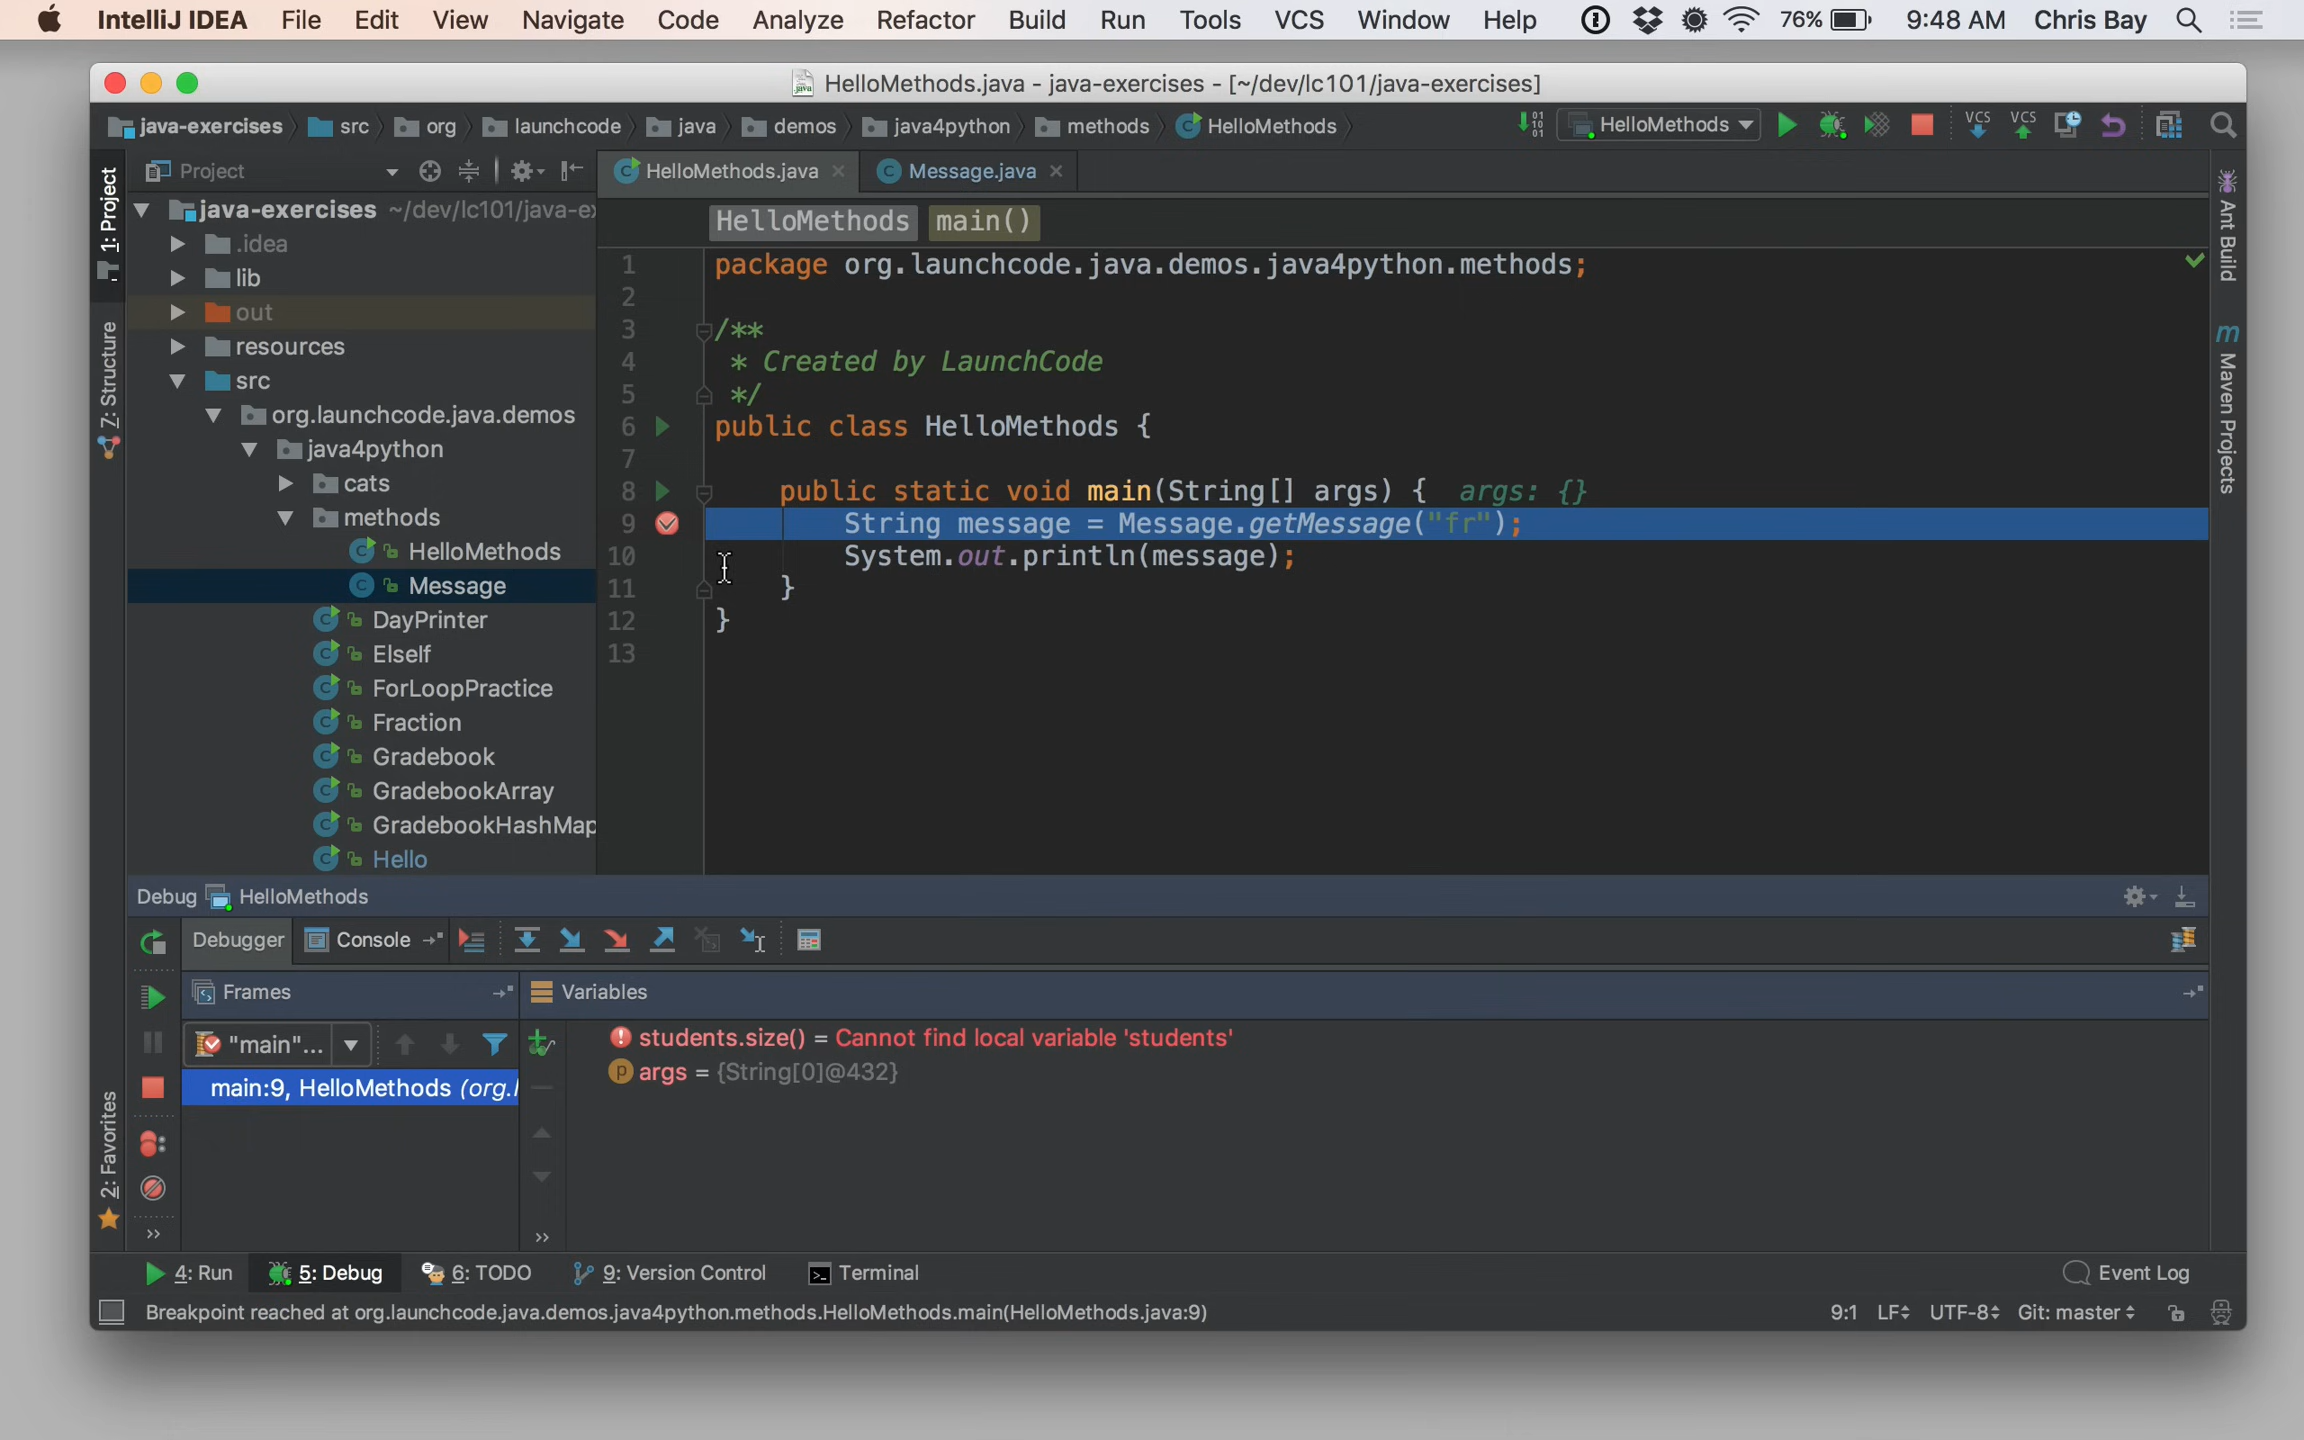 IntelliJ IDEA File Edit View Navigate Code Analyze Refactor Build Run Tools VCS Window Help 76% 9:48 AM Chris Bay
HelloMethods.java - java-exercises - [~/dev/lc101/java-exercises]
java-exercises src org launchcode java demos java4python methods HelloMethods HelloMethods VCS VCS
1: Project
7: Structure
2: Favorites
Project
java-exercises ~/dev/lc101/java-ex
.idea
lib
out
resources
src
org.launchcode.java.demos
java4python
cats
methods
HelloMethods
Message
DayPrinter
ElseIf
ForLoopPractice
Fraction
Gradebook
GradebookArray
GradebookHashMap
Hello
HelloMethods.java Message.java
HelloMethods main()
1 package org.launchcode.java.demos.java4python.methods;
2
3 /**
4 * Created by LaunchCode
5 */
6 public class HelloMethods {
7
8 public static void main(String[] args) { args: {}
9 String message = Message.getMessage("fr");
10 System.out.println(message);
11 }
12 }
13
Ant Build
Maven Projects
Debug HelloMethods
Debugger Console
Frames
Variables
"main"...
main:9, HelloMethods (org.l
students.size() = Cannot find local variable 'students'
args = {String[0]@432}
4: Run 5: Debug 6: TODO 9: Version Control Terminal Event Log
Breakpoint reached at org.launchcode.java.demos.java4python.methods.HelloMethods.main(HelloMethods.java:9) 9:1 LF UTF-8 Git: master